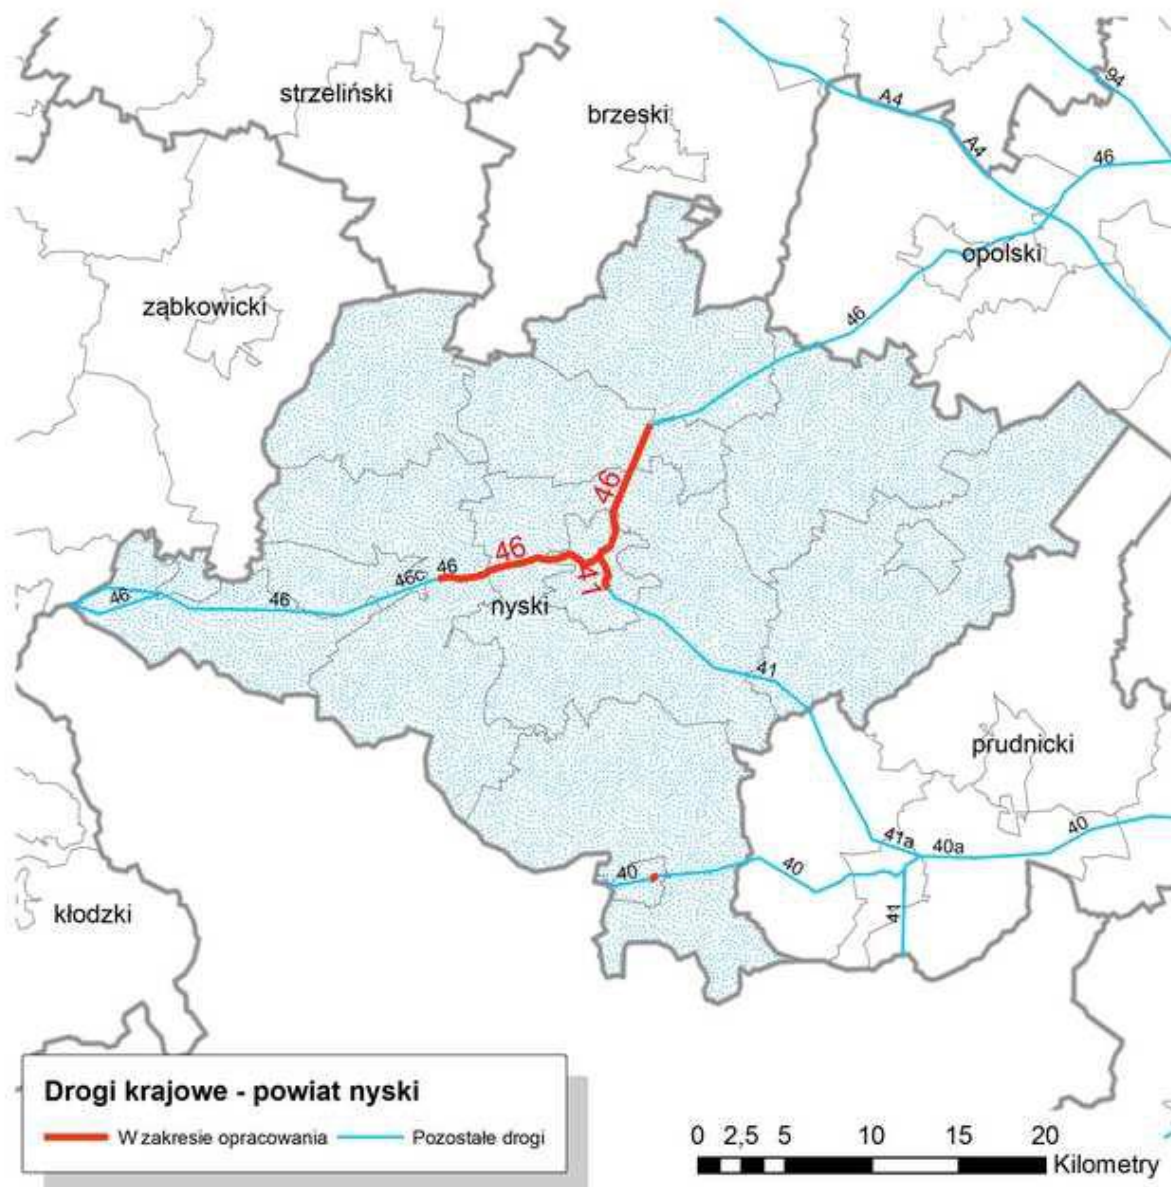 94
A4
strzeliński
brzeski
A4
46
opolski
ząbkowicki
46
46
46
46
46c
46
41
46
nyski
41
prudnicki
40
41a
40a
40
40
41
kłodzki
Drogi krajowe - powiat nyski
W zakresie opracowania Pozostałe drogi
0 2,5 5 10 15 20
Kilometry